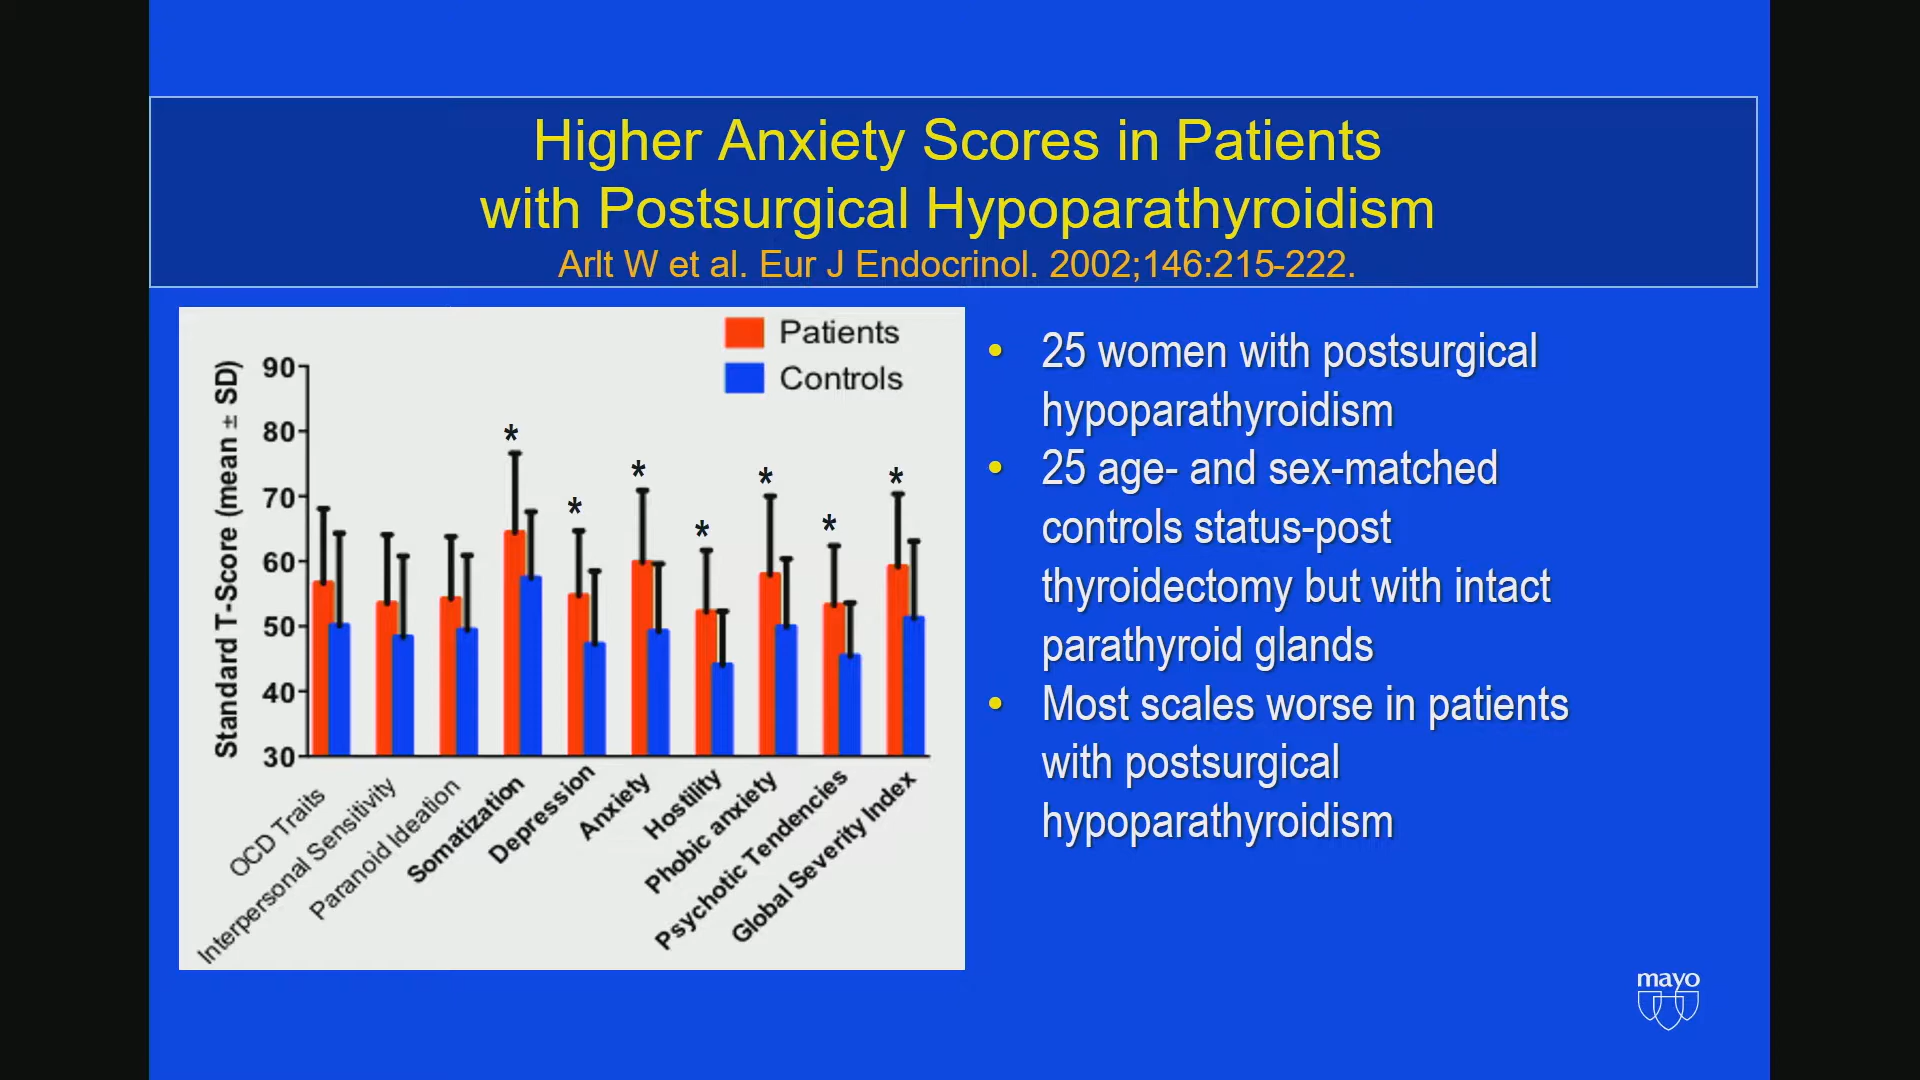 Higher Anxiety Scores in Patients
with Postsurgical Hypoparathyroidism
Arlt W et al. Eur J Endocrinol. 2002;146:215-222.
Patients
Controls
Standard T-Score (mean ± SD)
90
80
70
60
50
40
30
* * * * * * *
OCD Traits
Interpersonal Sensitivity
Paranoid Ideation
Somatization
Depression
Anxiety
Hostility
Phobic anxiety
Psychotic Tendencies
Global Severity Index
• 25 women with postsurgical
hypoparathyroidism
• 25 age- and sex-matched
controls status-post
thyroidectomy but with intact
parathyroid glands
• Most scales worse in patients
with postsurgical
hypoparathyroidism
mayo